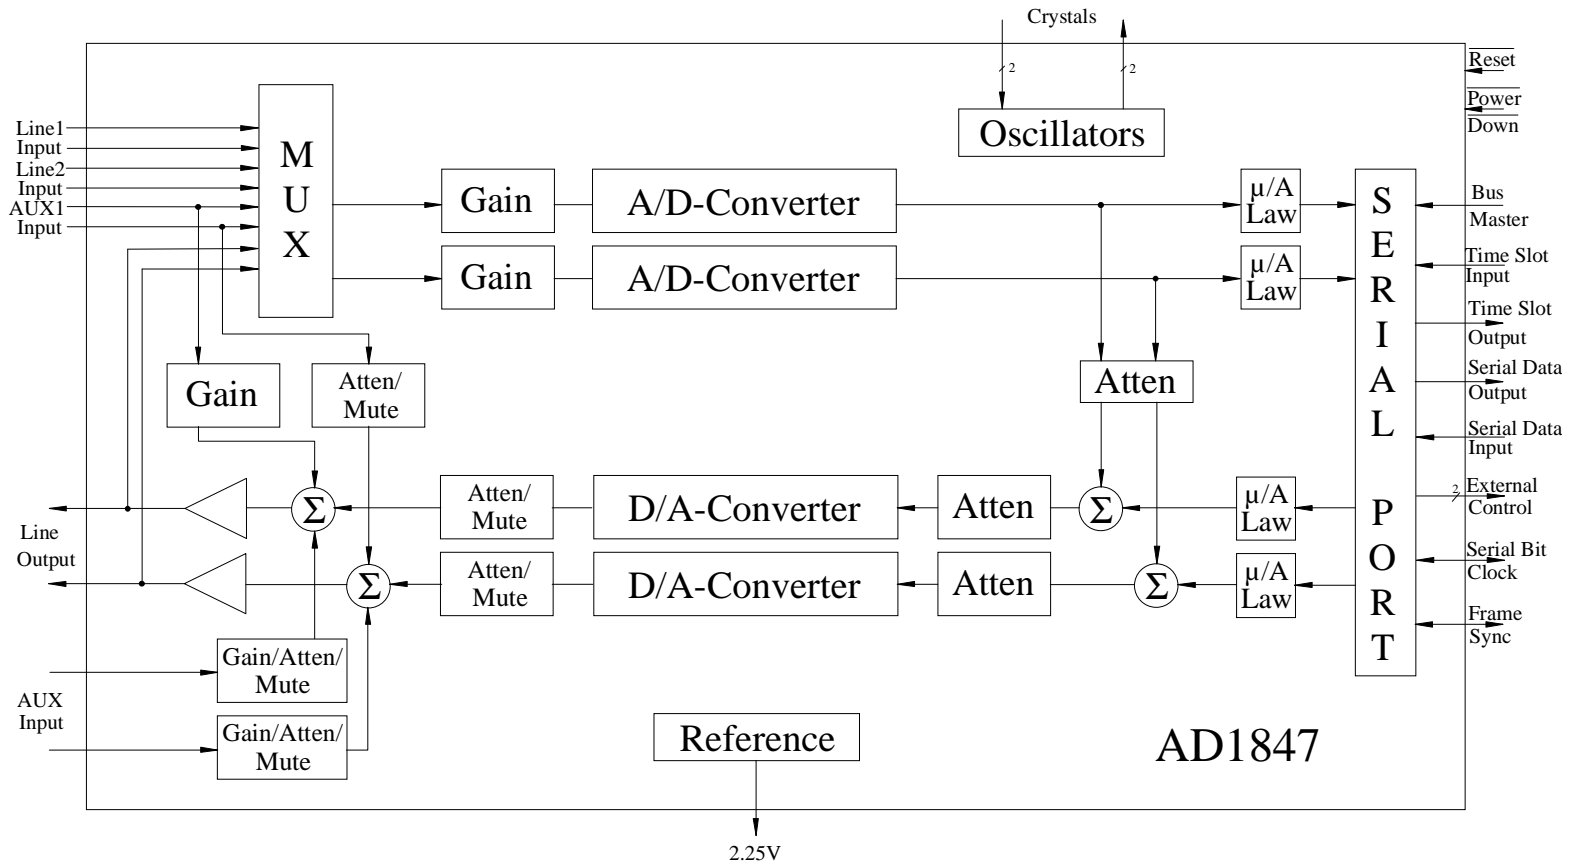 Crystals
2
2
Reset
Power
Down
Oscillators
Line1
Input
Line2
Input
AUX1
Input
M
U
X
Gain
A/D-Converter
μ/A
Law
Gain
A/D-Converter
μ/A
Law
S
E
R
I
A
L
P
O
R
T
Bus
Master
Time Slot
Input
Time Slot
Output
Serial Data
Output
Serial Data
Input
2
External
Control
Serial Bit
Clock
Frame
Sync
Gain
Atten/
Mute
Atten
Line
Output
Σ
Atten/
Mute
D/A-Converter
Atten
Σ
μ/A
Law
Σ
Atten/
Mute
D/A-Converter
Atten
Σ
μ/A
Law
AUX
Input
Gain/Atten/
Mute
Gain/Atten/
Mute
Reference
AD1847
2.25V